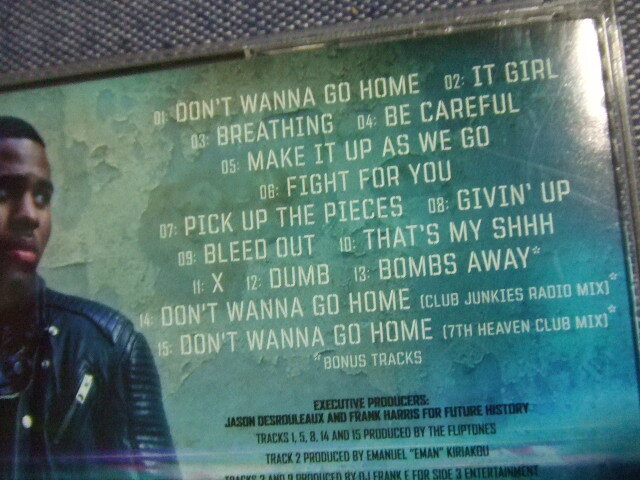 01: DON'T WANNA GO HOME 02: IT GIRL
03: BREATHING 04: BE CAREFUL
05: MAKE IT UP AS WE GO
06: FIGHT FOR YOU
07: PICK UP THE PIECES 08: GIVIN' UP
09: BLEED OUT 10: THAT'S MY SHHH
11: X 12: DUMB 13: BOMBS AWAY*
14: DON'T WANNA GO HOME (CLUB JUNKIES RADIO MIX)*
15: DON'T WANNA GO HOME (7TH HEAVEN CLUB MIX)*
*BONUS TRACKS
EXECUTIVE PRODUCERS:
JASON DESROULEAUX AND FRANK HARRIS FOR FUTURE HISTORY
TRACKS 1, 5, 8, 14 AND 15 PRODUCED BY THE FLIPTONES
TRACK 2 PRODUCED BY EMANUEL "EMAN" KIRIAKOU
TRACKS 3 AND 9 PRODUCED BY DJ FRANK E FOR SIDE 3 ENTERTAINMENT